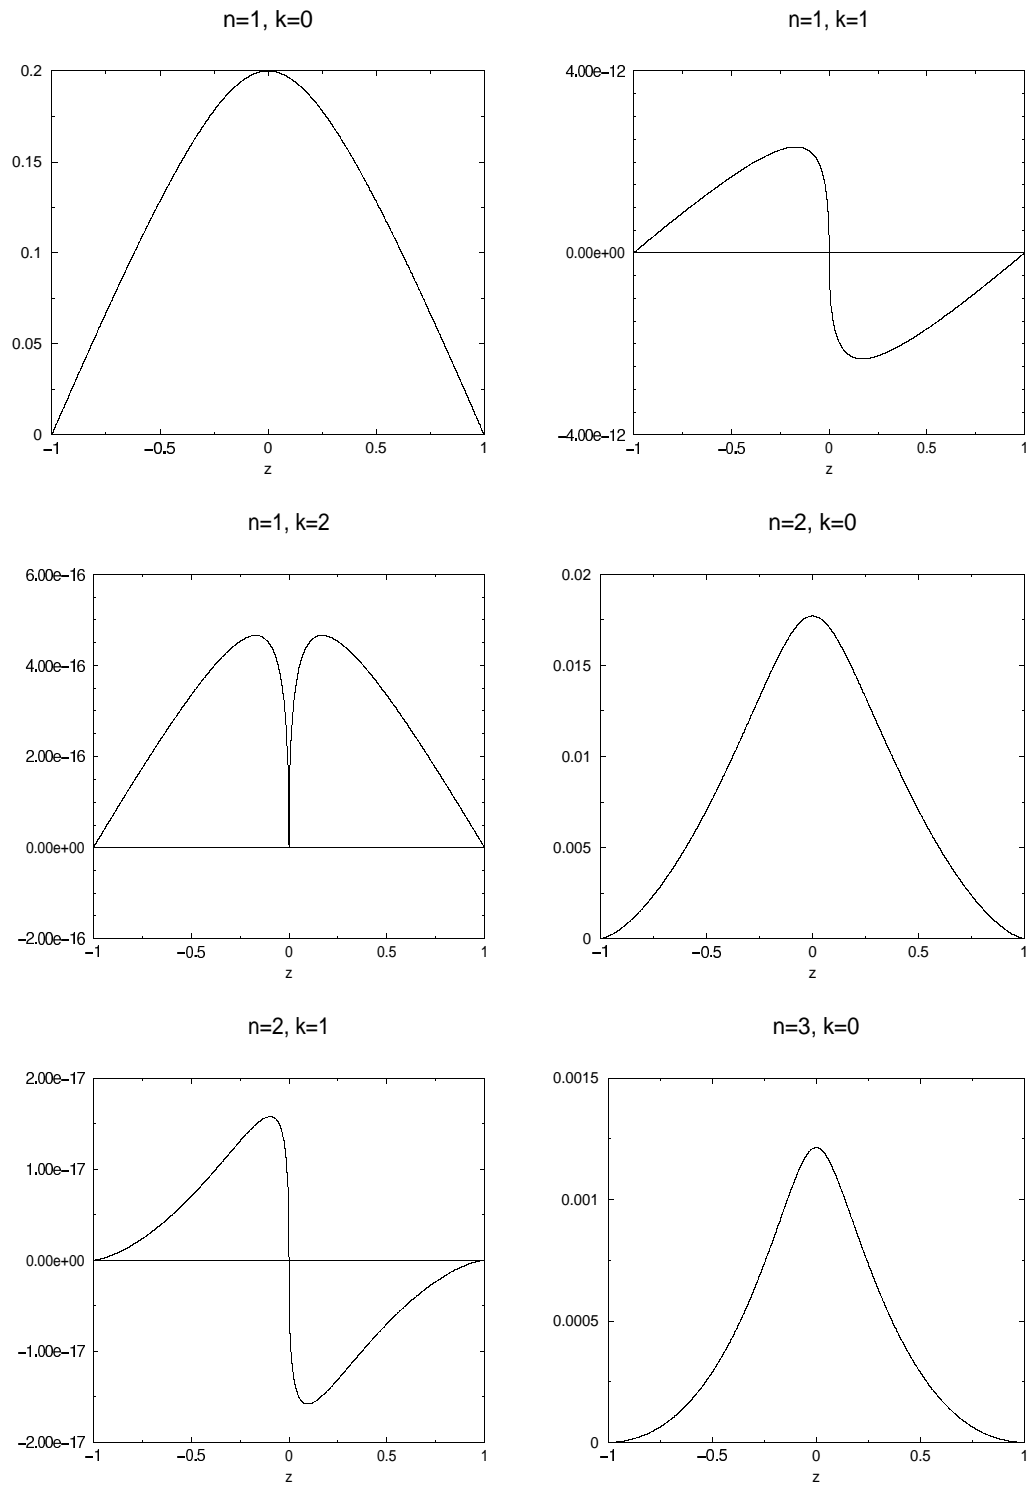 n=1, k=0
0.2
0.15
0.1
0.05
0
−1
−0.5
0
0.5
1
z
n=1, k=1
4.00e−12
0.00e+00
−4.00e−12
−1
−0.5
0
0.5
1
z
n=1, k=2
6.00e−16
4.00e−16
2.00e−16
0.00e+00
−2.00e−16
−1
−0.5
0
0.5
1
z
n=2, k=0
0.02
0.015
0.01
0.005
0
−1
−0.5
0
0.5
1
z
n=2, k=1
2.00e−17
1.00e−17
0.00e+00
−1.00e−17
−2.00e−17
−1
−0.5
0
0.5
1
z
n=3, k=0
0.0015
0.001
0.0005
0
−1
−0.5
0
0.5
1
z